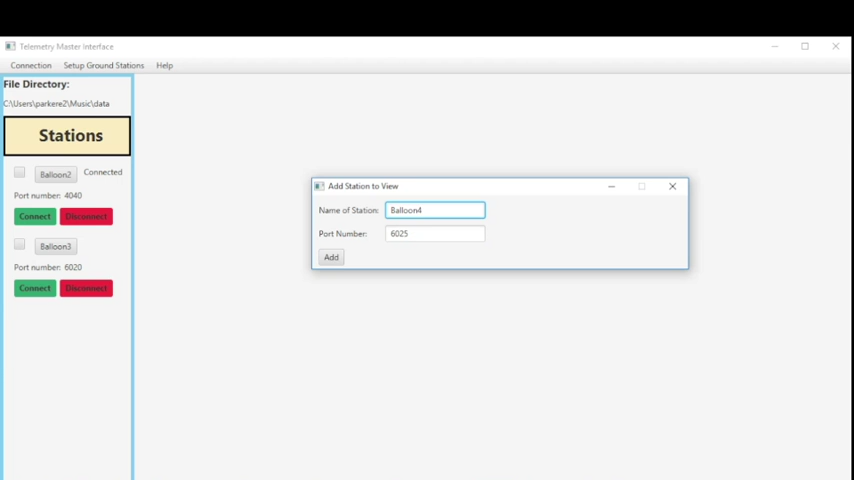 Telemetry Master Interface
Connection Setup Ground Stations Help
File Directory:
C:\Users\parkere2\Music\data
Stations
Balloon2 Connected
Port number: 4040
Connect Disconnect
Balloon3
Port number: 6020
Connect Disconnect
Add Station to View
Name of Station: Balloon4
Port Number: 6025
Add